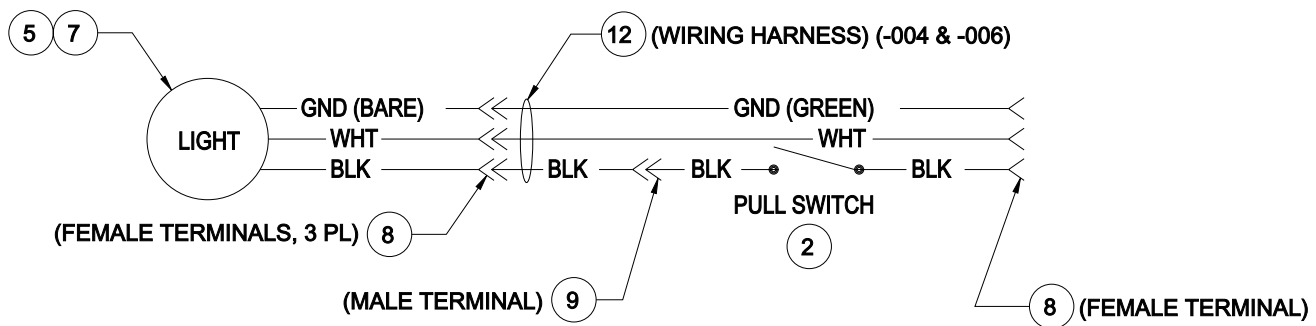 5 7
12 (WIRING HARNESS) (-004 & -006)
GND (BARE) GND (GREEN)
LIGHT WHT WHT
BLK BLK BLK BLK
PULL SWITCH
2
(FEMALE TERMINALS, 3 PL) 8
(MALE TERMINAL) 9
8 (FEMALE TERMINAL)